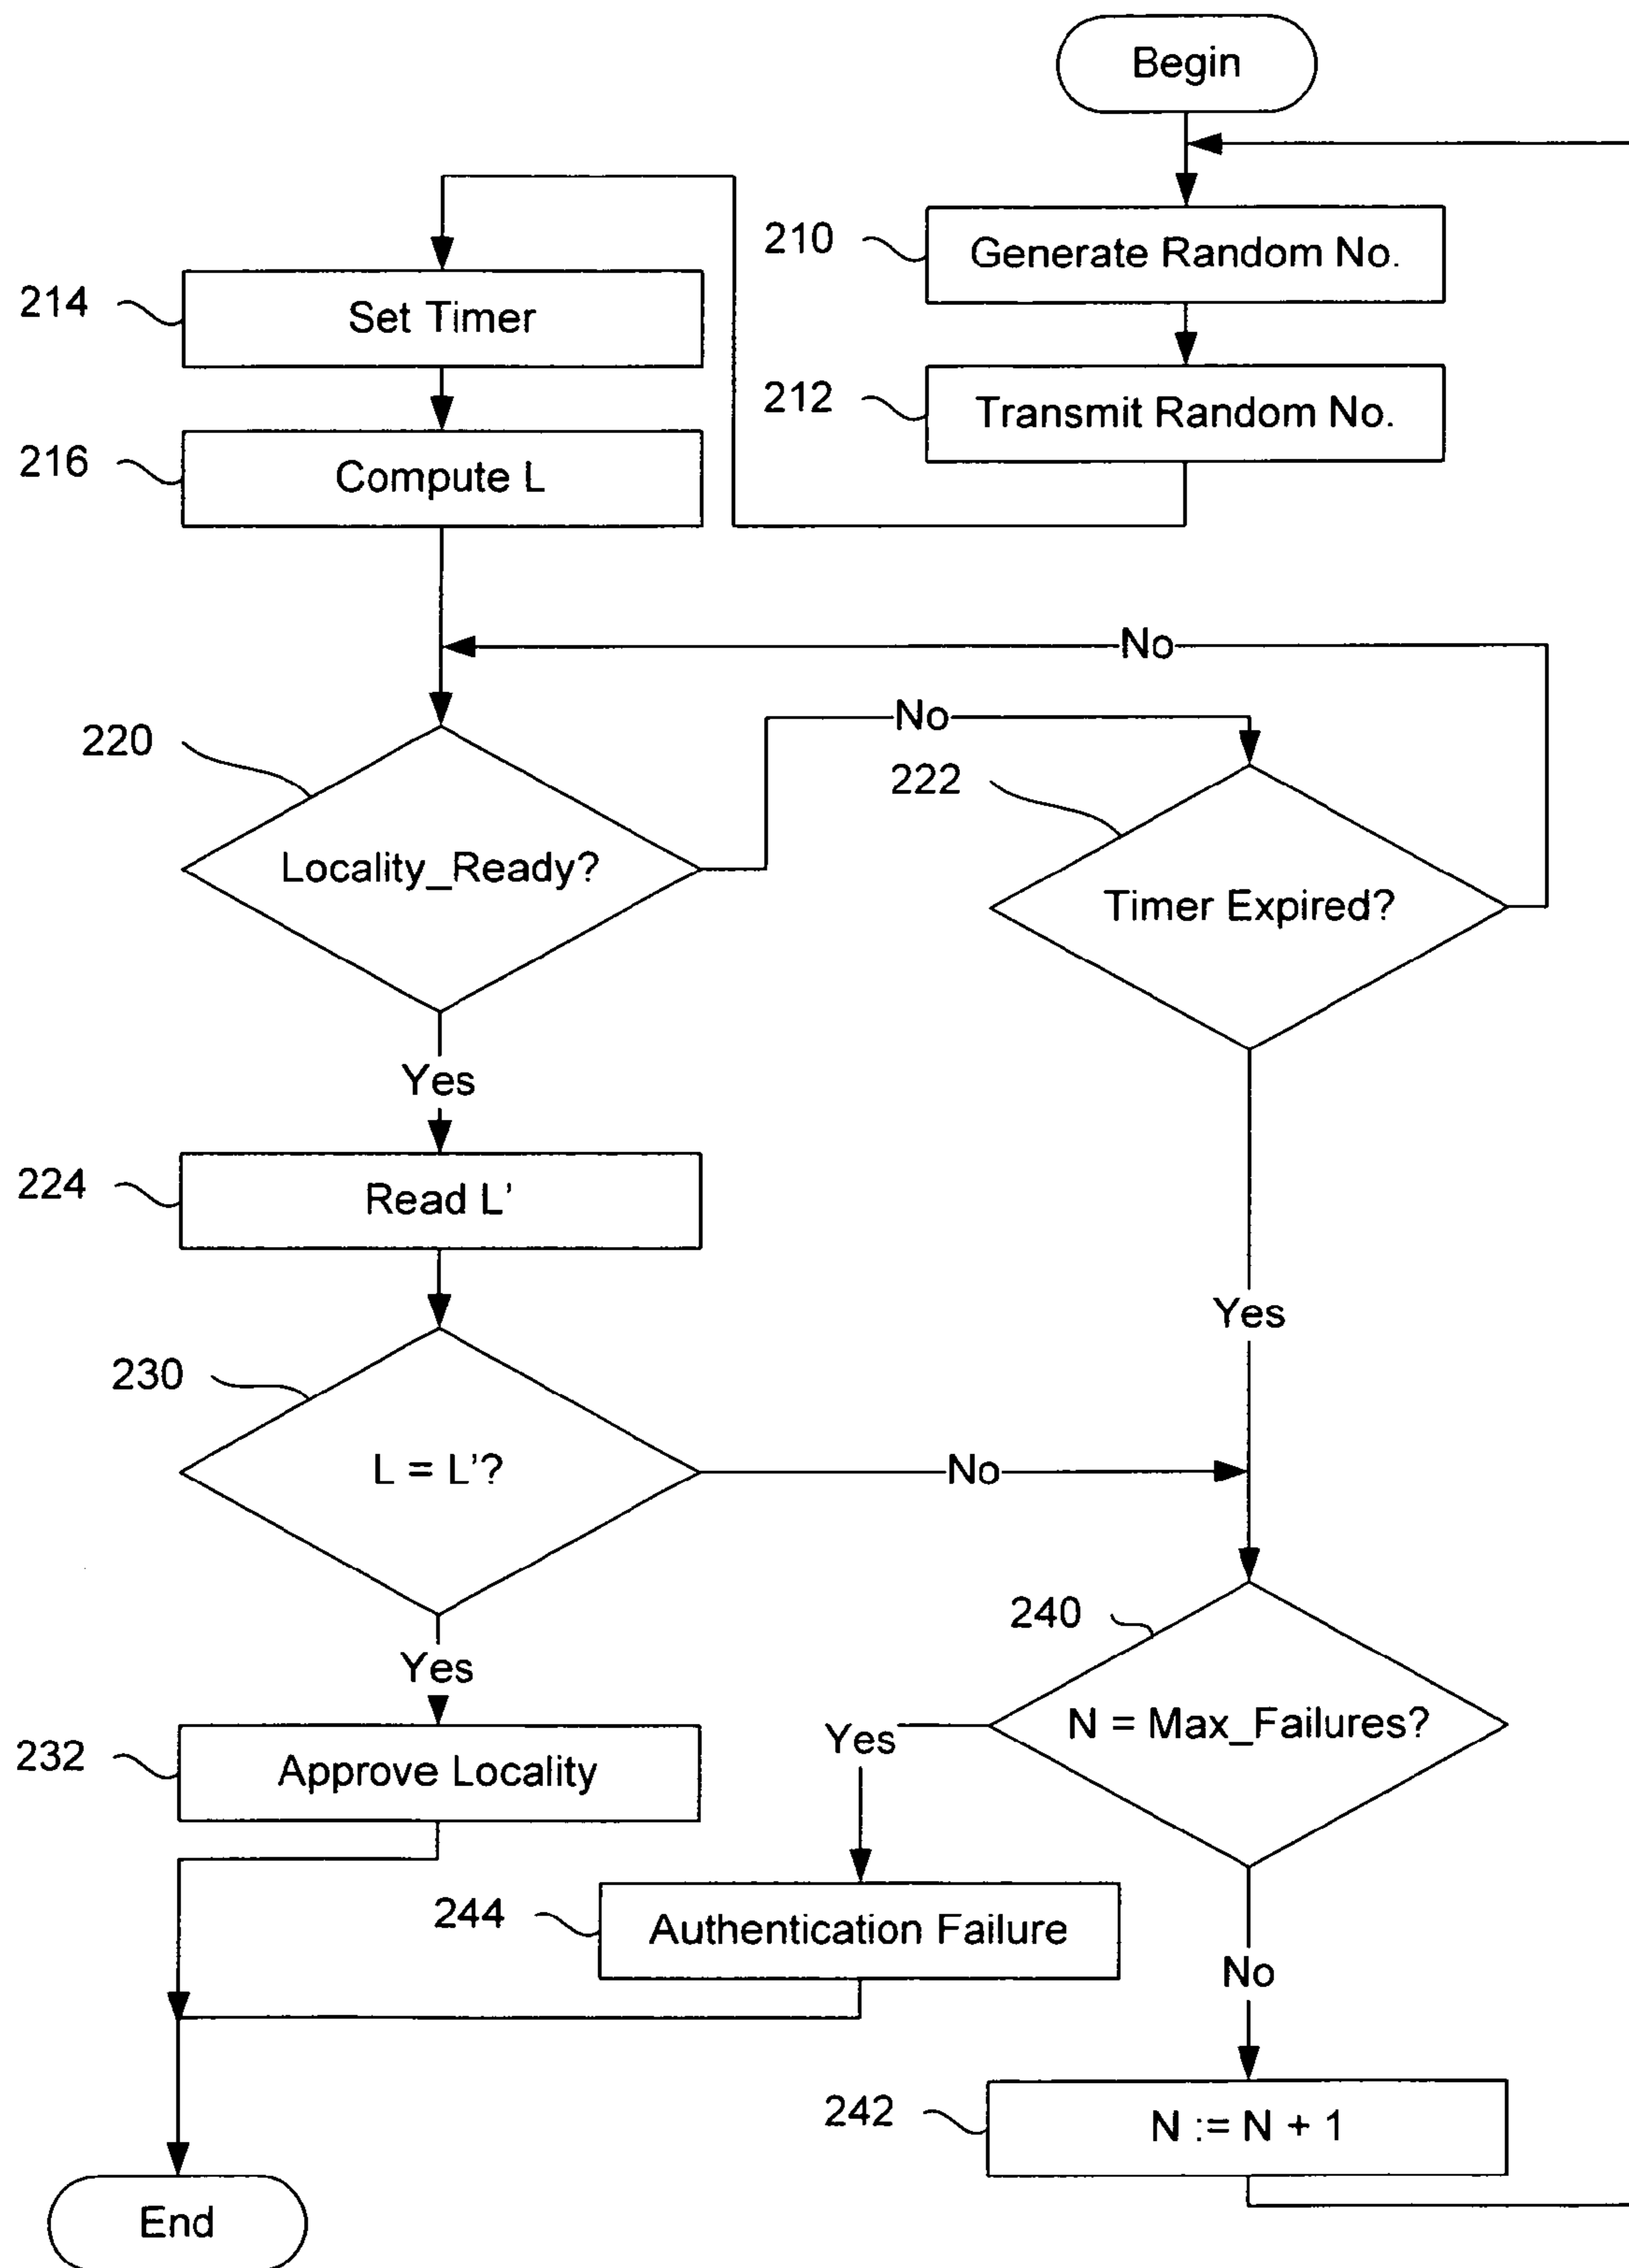 Begin
210
Generate Random No.
214
Set Timer
212
Transmit Random No.
216
Compute L
No
No
220
222
Locality_Ready?
Timer Expired?
Yes
224
Read L’
Yes
230
L = L’?
No
240
Yes
N = Max_Failures?
Yes
232
Approve Locality
244
Authentication Failure
No
242
N := N + 1
End